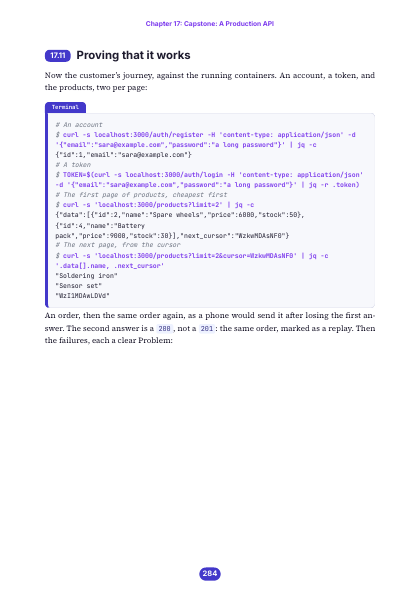 Chapter 17: Capstone: A Production API
17.11 Proving that it works
Now the customer's journey, against the running containers. An account, a token, and
the products, two per page:
Terminal
# An account
$ curl -s localhost:3000/auth/register -H 'content-type: application/json' -d
'{"email":"sara@example.com","password":"a long password"}' | jq -c
{"id":1,"email":"sara@example.com"}
# A token
$ TOKEN=$(curl -s localhost:3000/auth/login -H 'content-type: application/json'
-d '{"email":"sara@example.com","password":"a long password"}' | jq -r .token)
# The first page of products, cheapest first
$ curl -s 'localhost:3000/products?limit=2' | jq -c
{"data":[{"id":2,"name":"Spare wheels","price":6000,"stock":50},
{"id":4,"name":"Battery
pack","price":9000,"stock":30}],"next_cursor":"WzkwMDAsNF0"}
# The next page, from the cursor
$ curl -s 'localhost:3000/products?limit=2&cursor=WzkwMDAsNF0' | jq -c
'.data[].name, .next_cursor'
"Soldering iron"
"Sensor set"
"WzI1MDAwLDVd"
An order, then the same order again, as a phone would send it after losing the first an-
swer. The second answer is a 200, not a 201: the same order, marked as a replay. Then
the failures, each a clear Problem:
284